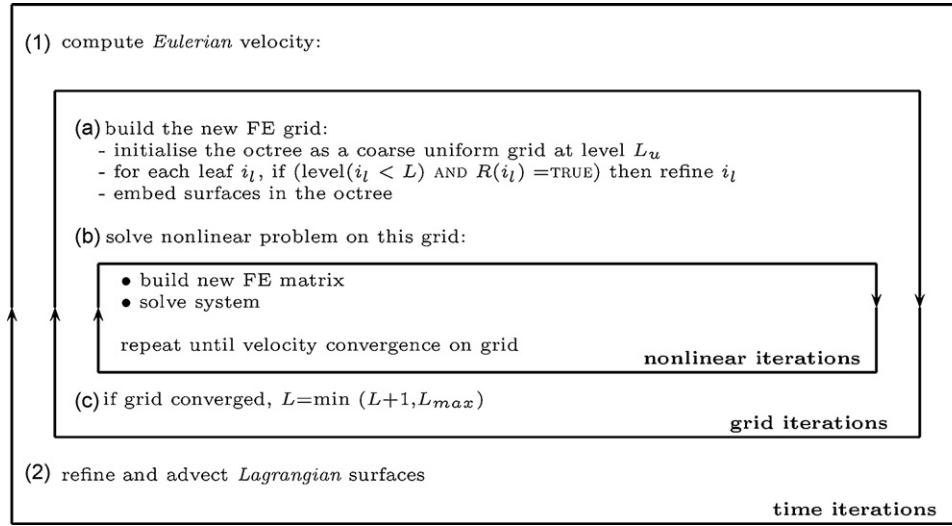 (1) compute Eulerian velocity:
(a) build the new FE grid:
- initialise the octree as a coarse uniform grid at level L_u
- for each leaf i_l, if (level(i_l < L) AND R(i_l) =TRUE) then refine i_l
- embed surfaces in the octree
(b) solve nonlinear problem on this grid:
• build new FE matrix
• solve system
repeat until velocity convergence on grid
nonlinear iterations
(c) if grid converged, L=min (L+1,L_max)
grid iterations
(2) refine and advect Lagrangian surfaces
time iterations